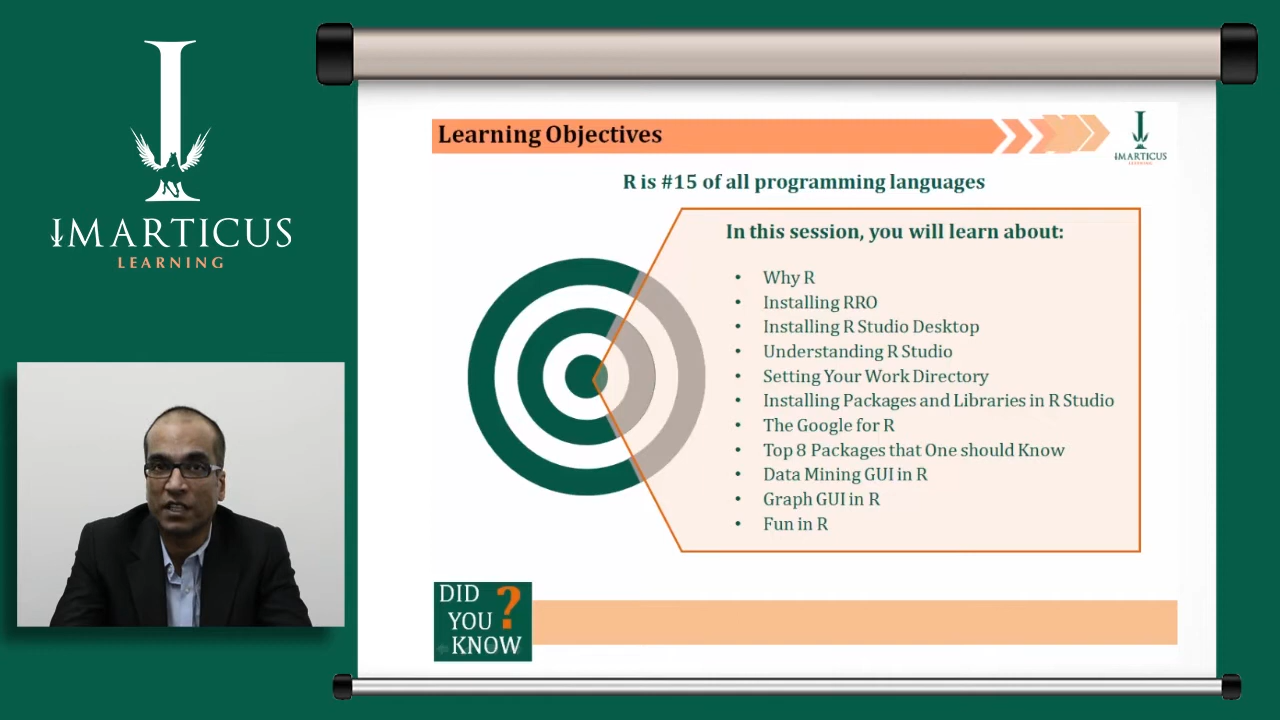 IMARTICUS
LEARNING
Learning Objectives
IMARTICUS
LEARNING
R is #15 of all programming languages
In this session, you will learn about:
• Why R
• Installing RRO
• Installing R Studio Desktop
• Understanding R Studio
• Setting Your Work Directory
• Installing Packages and Libraries in R Studio
• The Google for R
• Top 8 Packages that One should Know
• Data Mining GUI in R
• Graph GUI in R
• Fun in R
DID
YOU ?
KNOW